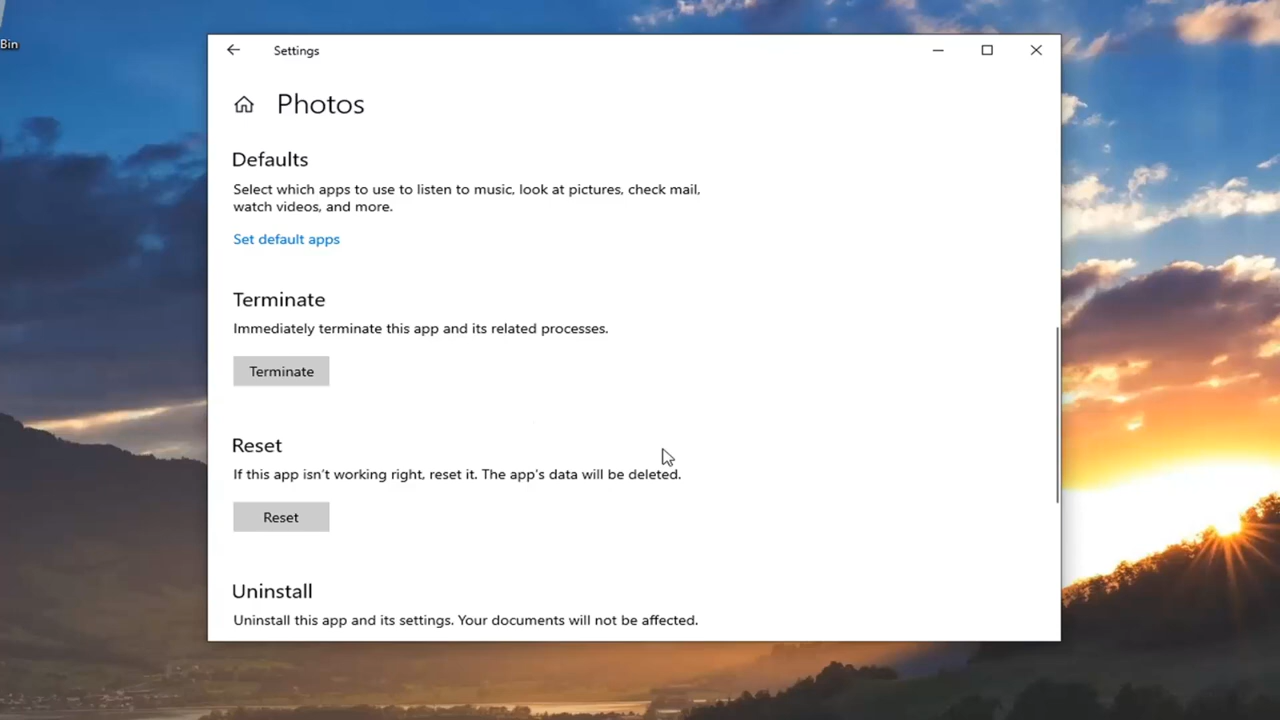 Bin
Settings
Photos
Defaults
Select which apps to use to listen to music, look at pictures, check mail,
watch videos, and more.
Set default apps
Terminate
Immediately terminate this app and its related processes.
Terminate
Reset
If this app isn't working right, reset it. The app's data will be deleted.
Reset
Uninstall
Uninstall this app and its settings. Your documents will not be affected.